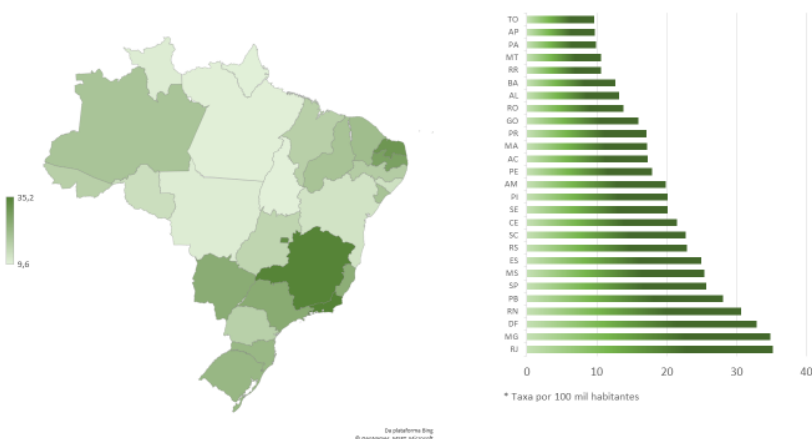 35,2
9,6
Da plataforma Bing
TO
AP
PA
MT
RR
BA
AL
RO
GO
PR
MA
AC
PE
AM
PI
SE
CE
SC
RS
ES
MS
SP
PB
RN
DF
MG
RJ
0 10 20 30 40
* Taxa por 100 mil habitantes